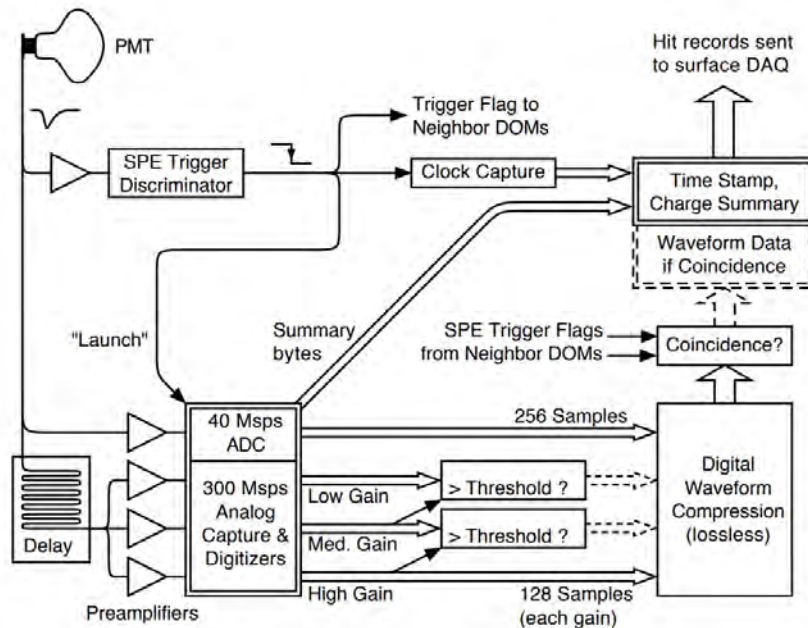 PMT
Hit records sent
to surface DAQ
Trigger Flag to
Neighbor DOMs
SPE Trigger
Discriminator
Clock Capture
Time Stamp,
Charge Summary
Waveform Data
if Coincidence
"Launch"
Summary
bytes
SPE Trigger Flags
from Neighbor DOMs
Coincidence?
40 Msps
ADC
256 Samples
300 Msps
Analog
Capture &
Digitizers
Low Gain
> Threshold ?
Med. Gain
> Threshold ?
High Gain
128 Samples
(each gain)
Digital
Waveform
Compression
(lossless)
Delay
Preamplifiers